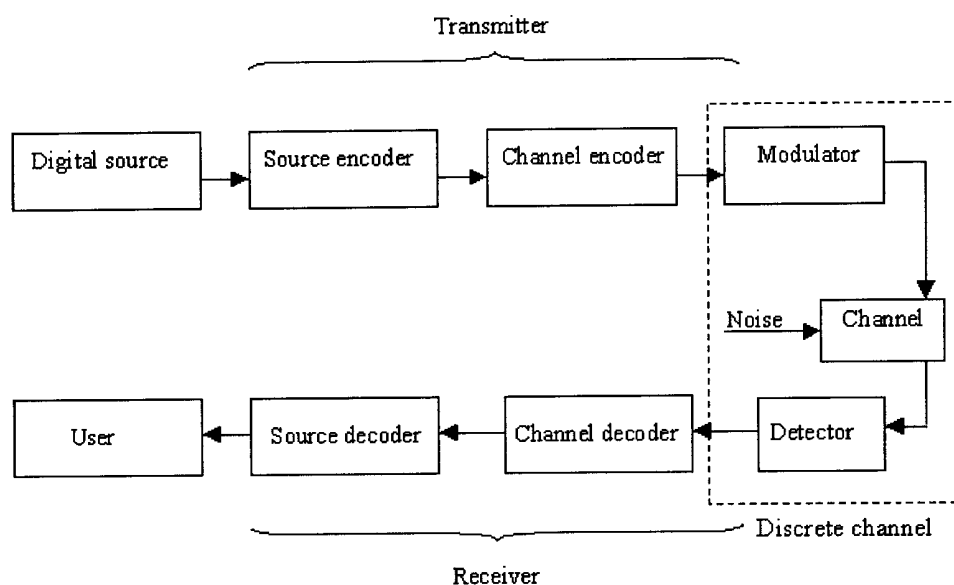 Transmitter
Digital source
Source encoder
Channel encoder
Modulator
Noise
Channel
User
Source decoder
Channel decoder
Detector
Discrete channel
Receiver